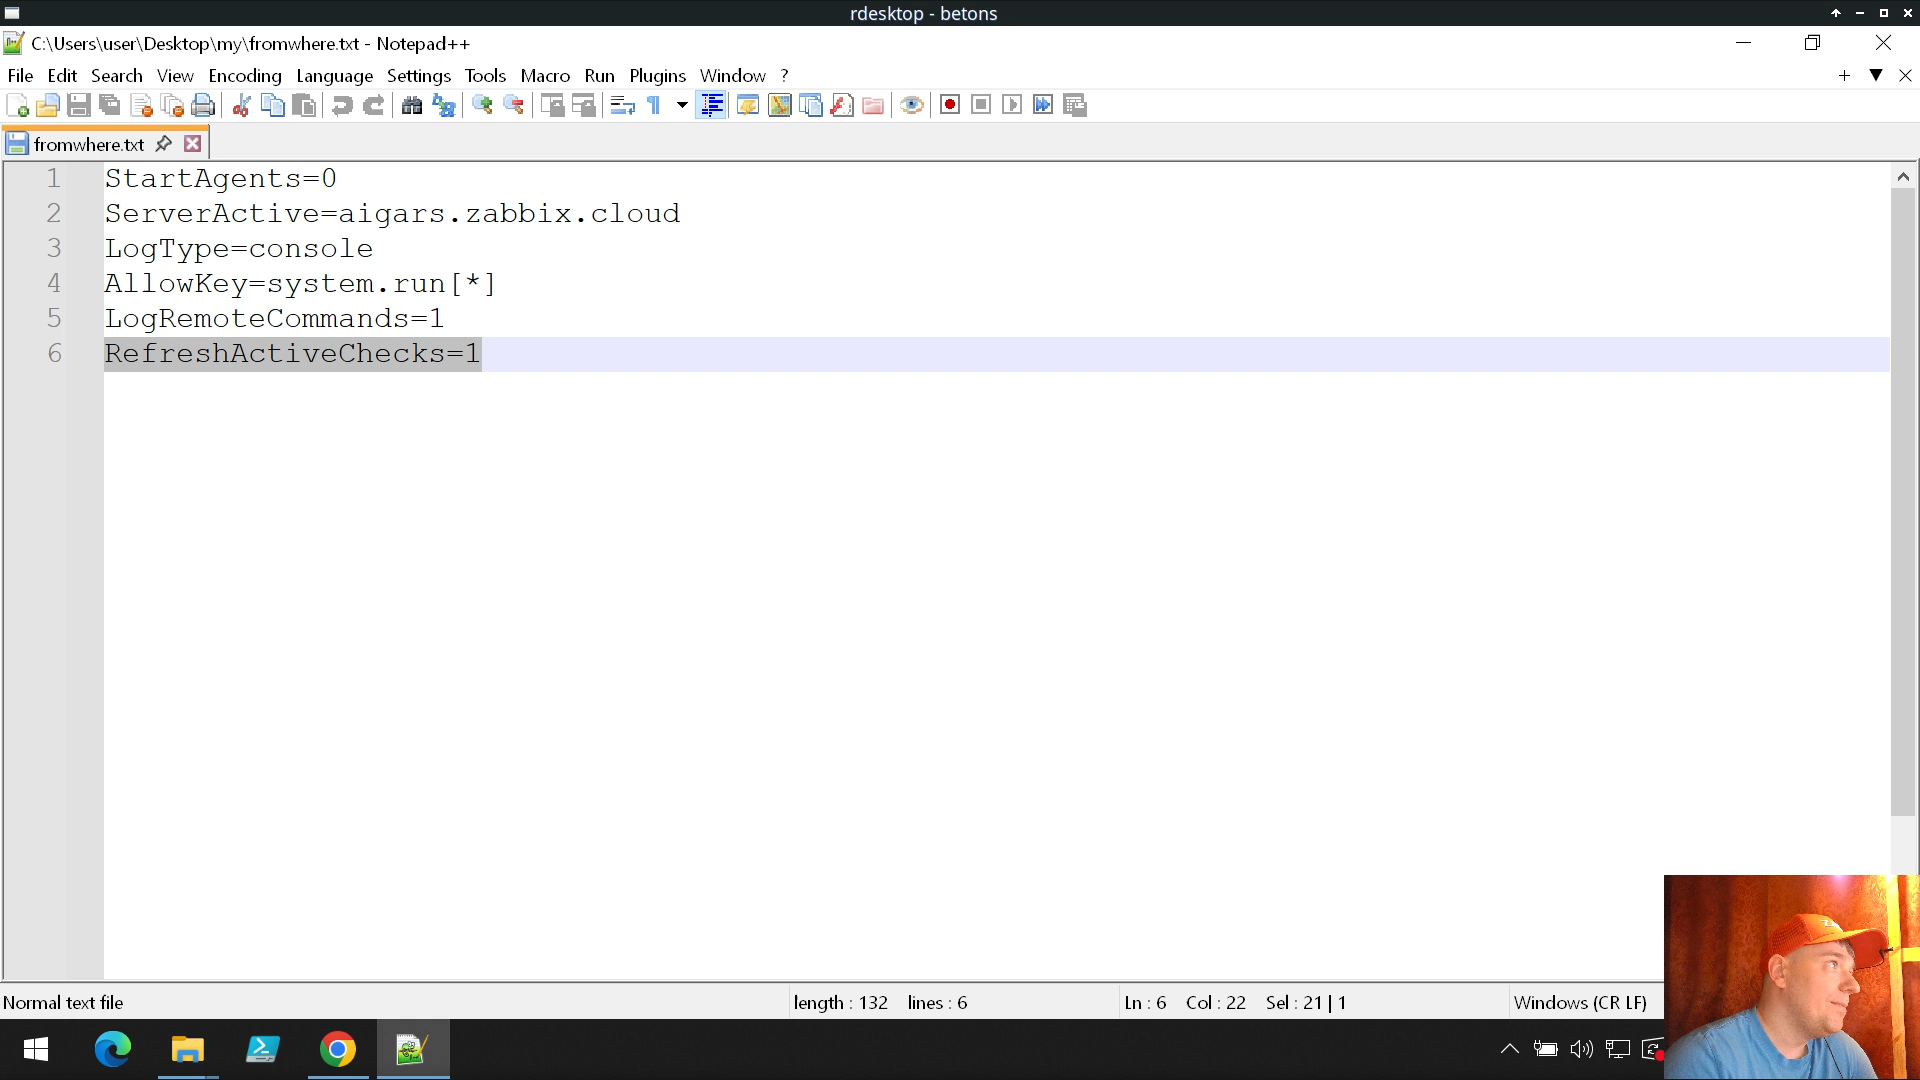 rdesktop - betons
C:\Users\user\Desktop\my\fromwhere.txt - Notepad++
File Edit Search View Encoding Language Settings Tools Macro Run Plugins Window ?
fromwhere.txt
1 StartAgents=0
2 ServerActive=aigars.zabbix.cloud
3 LogType=console
4 AllowKey=system.run[*]
5 LogRemoteCommands=1
6 RefreshActiveChecks=1
Normal text file length : 132 lines : 6 Ln : 6 Col : 22 Sel : 21 | 1 Windows (CR LF)